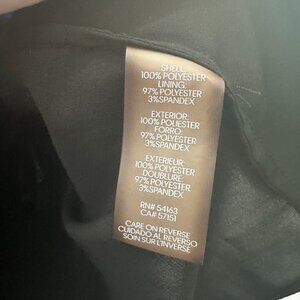 SHELL:
100% POLYESTER
LINING:
97% POLYESTER
3%SPANDEX
EXTERIOR:
100% POLIESTER
FORRO:
97% POLYESTER
3%SPANDEX
EXTERIEUR:
100% POLYESTER
DOUBLURE
97% POLYESTER
3%SPANDEX
RN# 54163
CA# 57151
CARE ON REVERSE
CUIDADO AL REVERSO
SOIN SUR L'INVERSE